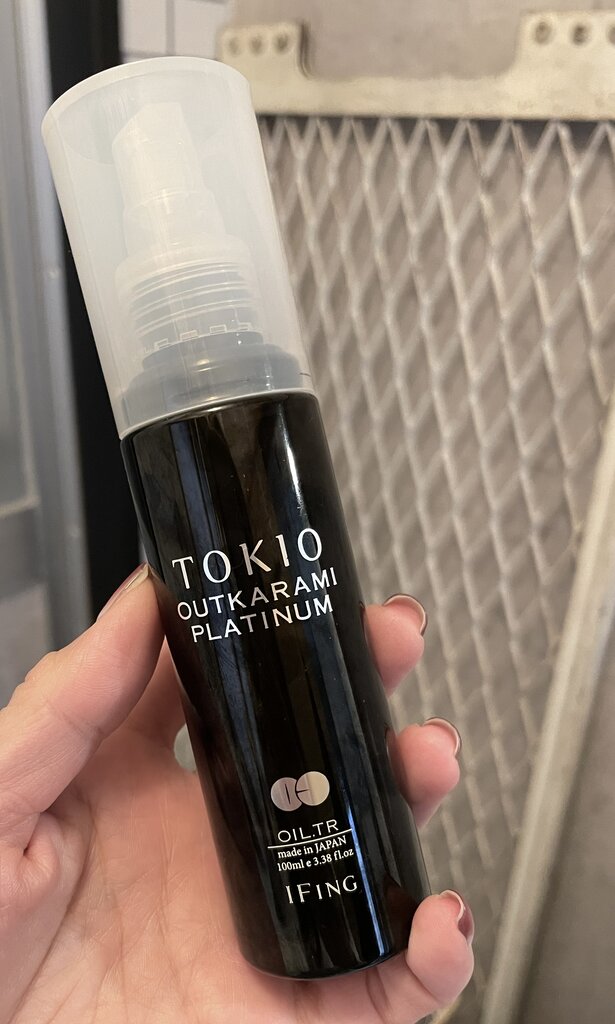 TOKIO
OUTKARAMI
PLATINUM
OIL.TR
made in JAPAN
100ml e 3.38 fl.oz
IFING